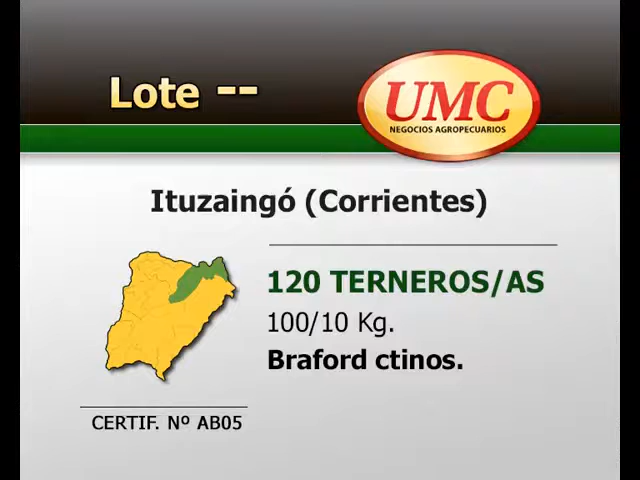 Lote --
UMC
NEGOCIOS AGROPECUARIOS
Ituzaingó (Corrientes)
120 TERNEROS/AS
100/10 Kg.
Braford ctinos.
CERTIF. Nº AB05